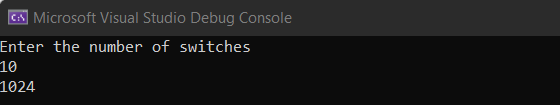 Microsoft Visual Studio Debug Console
Enter the number of switches
10
1024